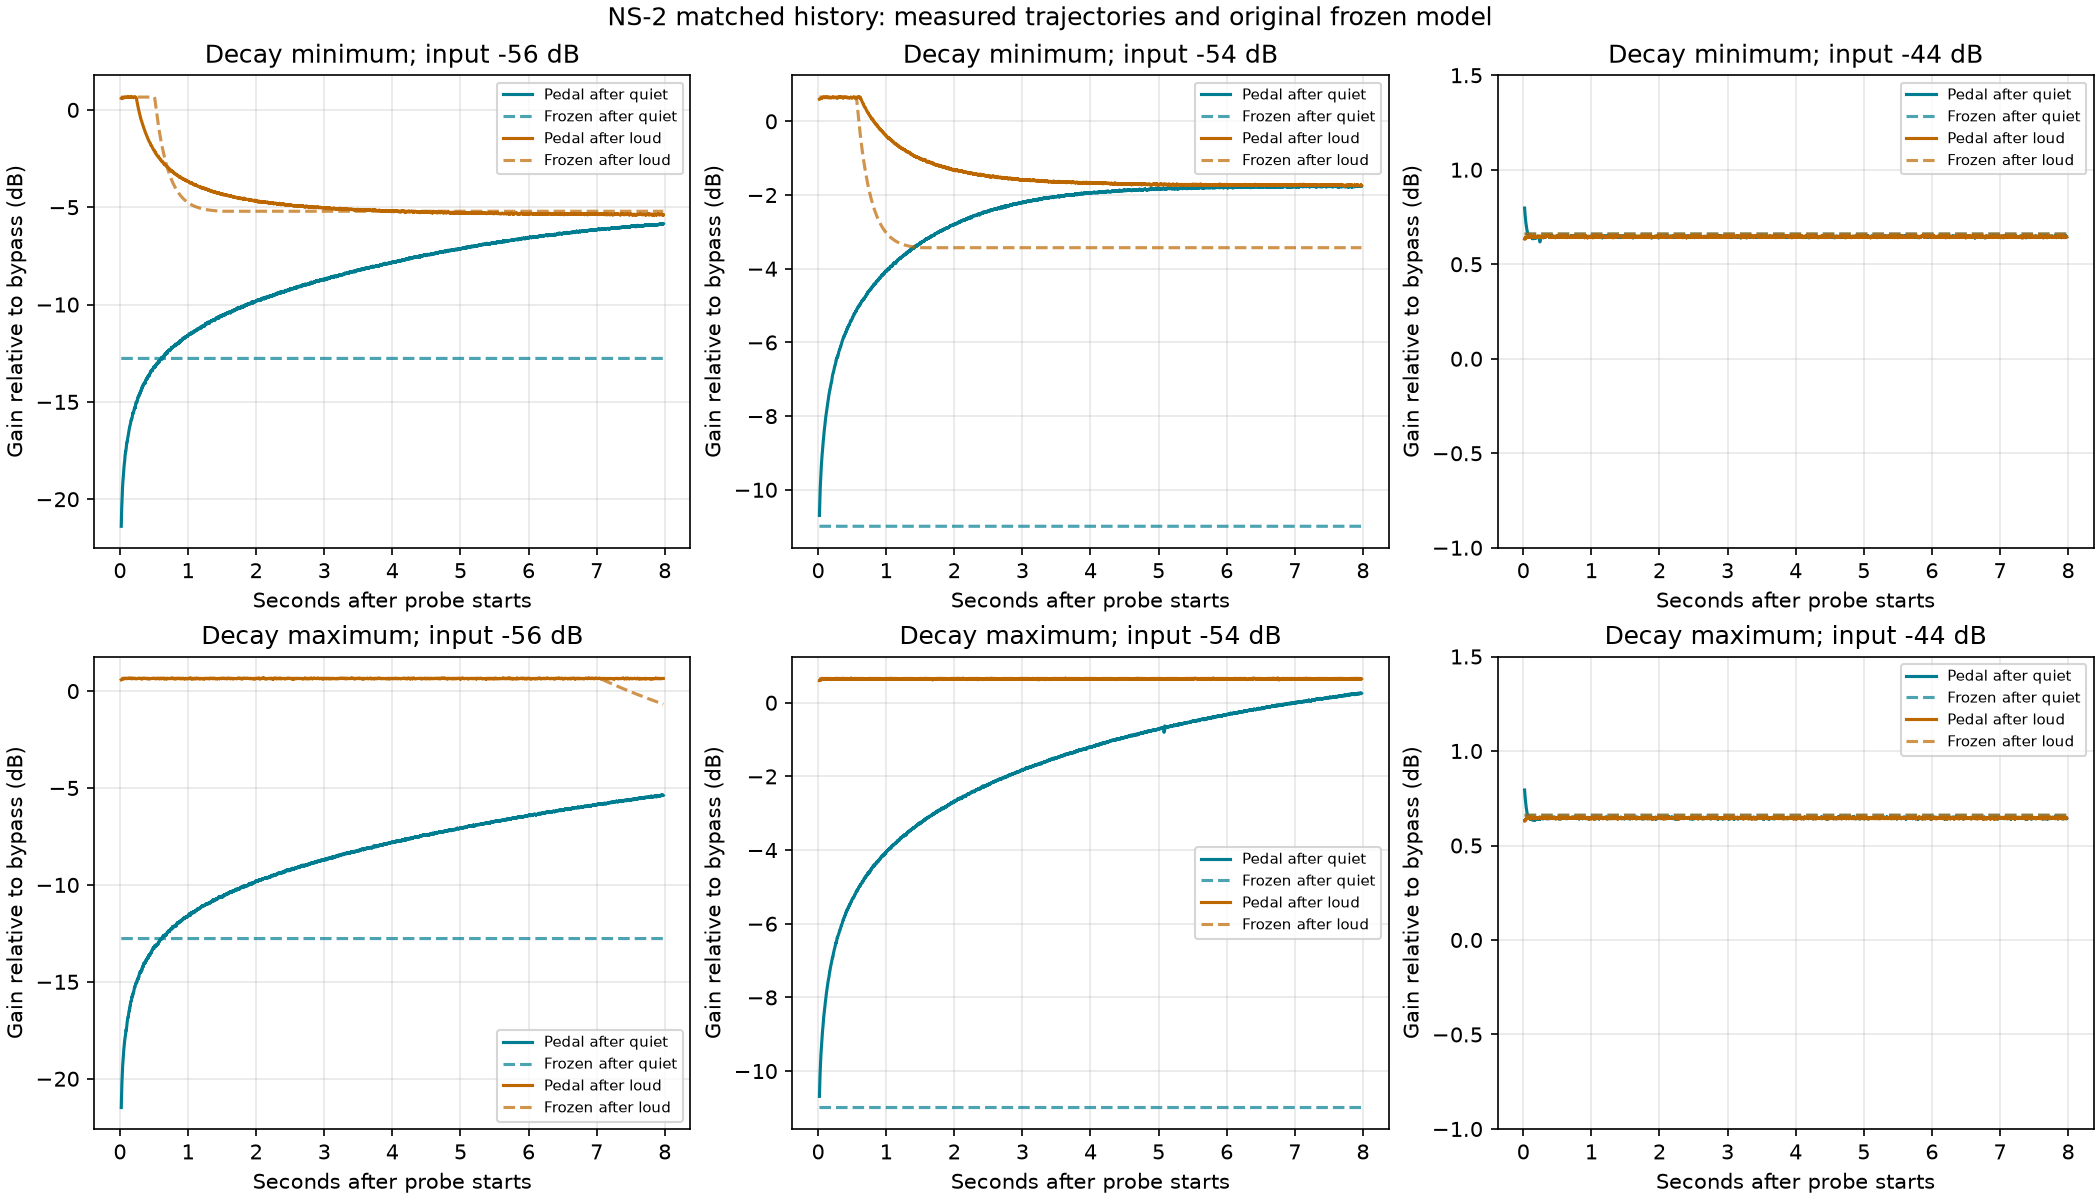 NS-2 matched history: measured trajectories and original frozen model
Decay minimum; input -56 dB
Gain relative to bypass (dB)
0
−5
−10
−15
−20
Pedal after quiet
Frozen after quiet
Pedal after loud
Frozen after loud
0 1 2 3 4 5 6 7 8
Seconds after probe starts
Decay minimum; input -54 dB
Gain relative to bypass (dB)
0
−2
−4
−6
−8
−10
Pedal after quiet
Frozen after quiet
Pedal after loud
Frozen after loud
0 1 2 3 4 5 6 7 8
Seconds after probe starts
Decay minimum; input -44 dB
Gain relative to bypass (dB)
1.5
1.0
0.5
0.0
−0.5
−1.0
Pedal after quiet
Frozen after quiet
Pedal after loud
Frozen after loud
0 1 2 3 4 5 6 7 8
Seconds after probe starts
Decay maximum; input -56 dB
Gain relative to bypass (dB)
0
−5
−10
−15
−20
Pedal after quiet
Frozen after quiet
Pedal after loud
Frozen after loud
0 1 2 3 4 5 6 7 8
Seconds after probe starts
Decay maximum; input -54 dB
Gain relative to bypass (dB)
0
−2
−4
−6
−8
−10
Pedal after quiet
Frozen after quiet
Pedal after loud
Frozen after loud
0 1 2 3 4 5 6 7 8
Seconds after probe starts
Decay maximum; input -44 dB
Gain relative to bypass (dB)
1.5
1.0
0.5
0.0
−0.5
−1.0
Pedal after quiet
Frozen after quiet
Pedal after loud
Frozen after loud
0 1 2 3 4 5 6 7 8
Seconds after probe starts